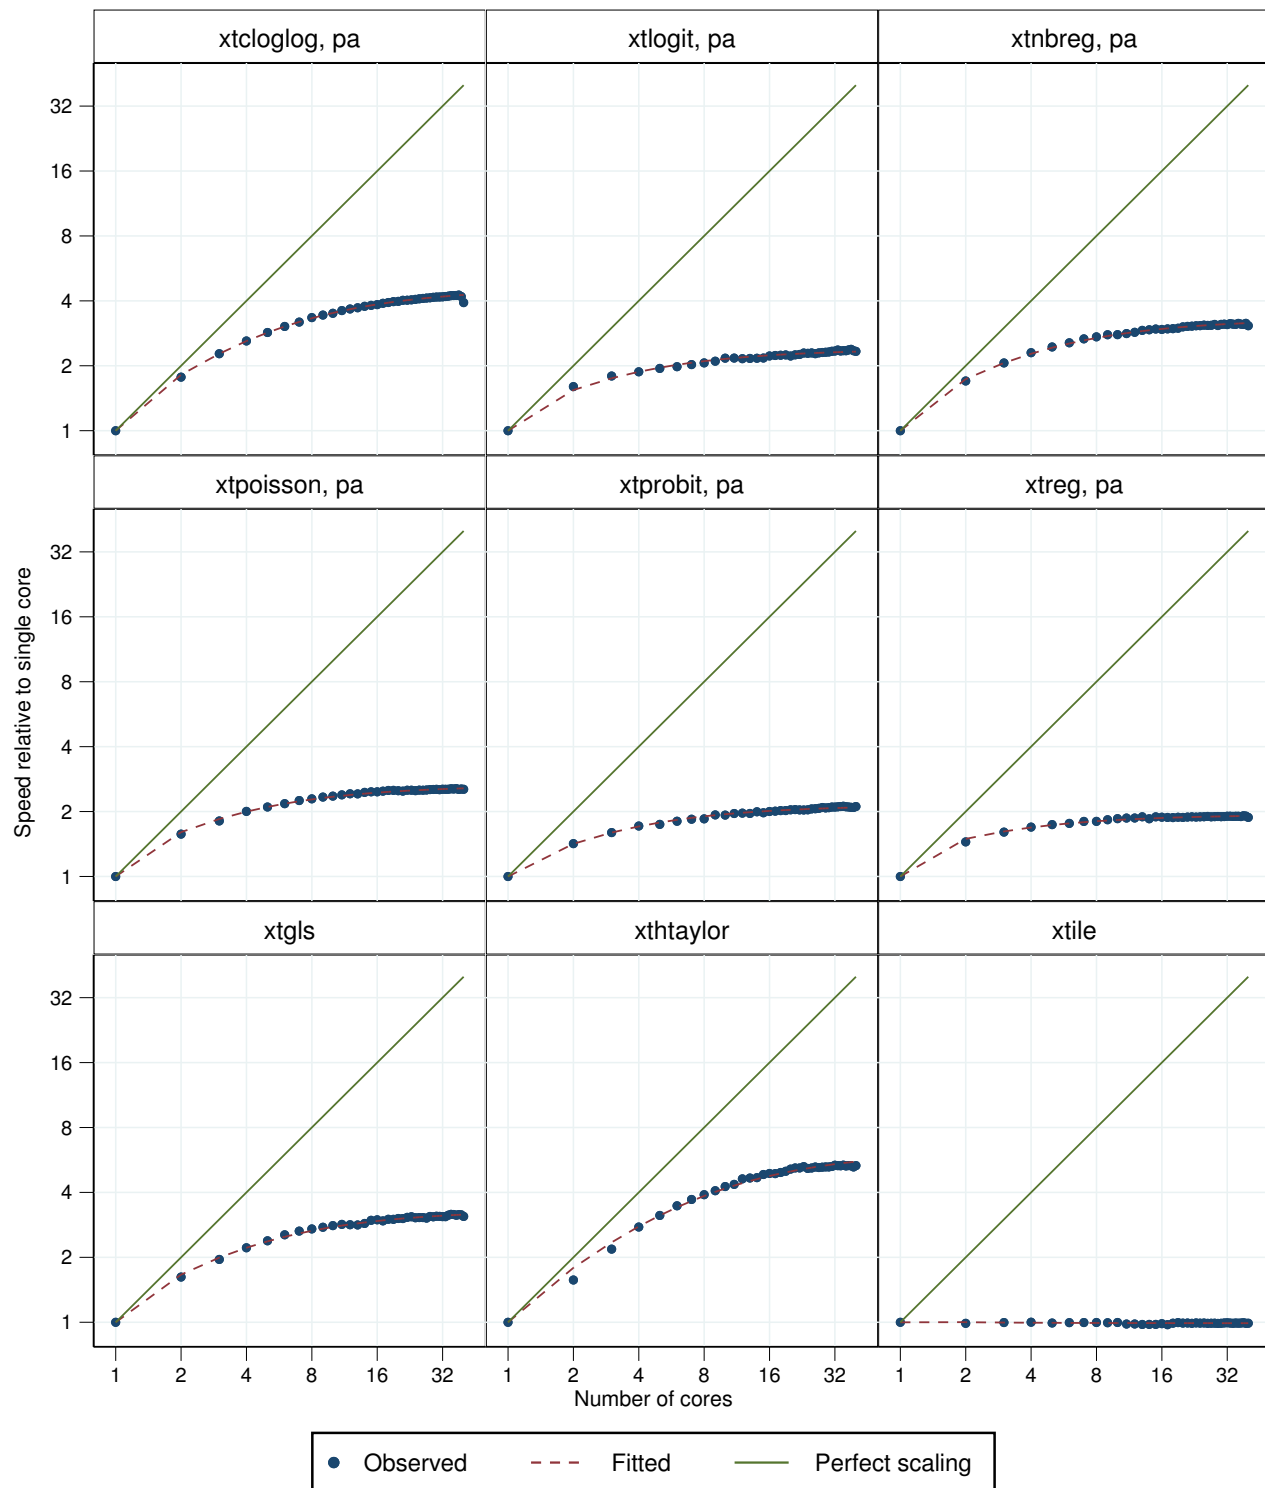 xtcloglog, pa
xtlogit, pa
xtnbreg, pa
32
16
8
4
2
1
xtpoisson, pa
xtprobit, pa
xtreg, pa
32
16
8
4
2
1
Speed relative to single core
xtgls
xthtaylor
xtile
32
16
8
4
2
1
1 2 4 8 16 32
1 2 4 8 16 32
1 2 4 8 16 32
Number of cores
Observed Fitted Perfect scaling